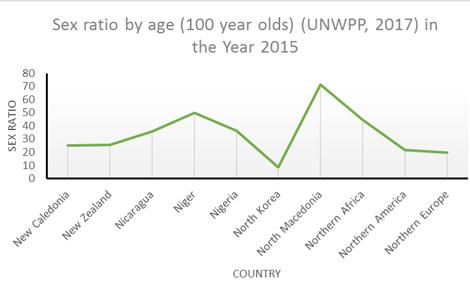 Sex ratio by age (100 year olds) (UNWPP, 2017) in
the Year 2015
SEX RATIO
80
70
60
50
40
30
20
10
0
New Caledonia
New Zealand
Nicaragua
Niger
Nigeria
North Korea
North Macedonia
Northern Africa
Northern America
Northern Europe
COUNTRY